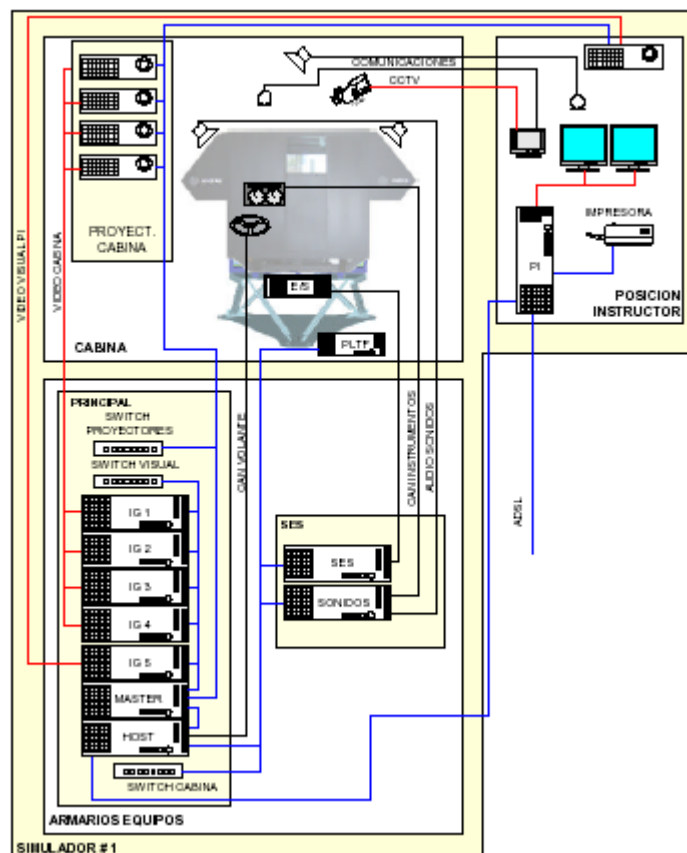 COMUNICACIONES
CCTV
PROYECT.
CABINA
VIDEO VISUAL PI
VIDEO CABINA
IMPRESORA
PI
POSICION
INSTRUCTOR
E/S
PLTF
CABINA
PRINCIPAL
SWITCH
PROYECTORES
SWITCH VISUAL
CAN VOLANTE
CAN INSTRUMENTOS
AUDIO SONIDOS
ADSL
IG 1
IG 2
IG 3
IG 4
IG 5
MASTER
HOST
SWITCH CABINA
SES
SES
SONIDOS
ARMARIOS EQUIPOS
SIMULADOR #1